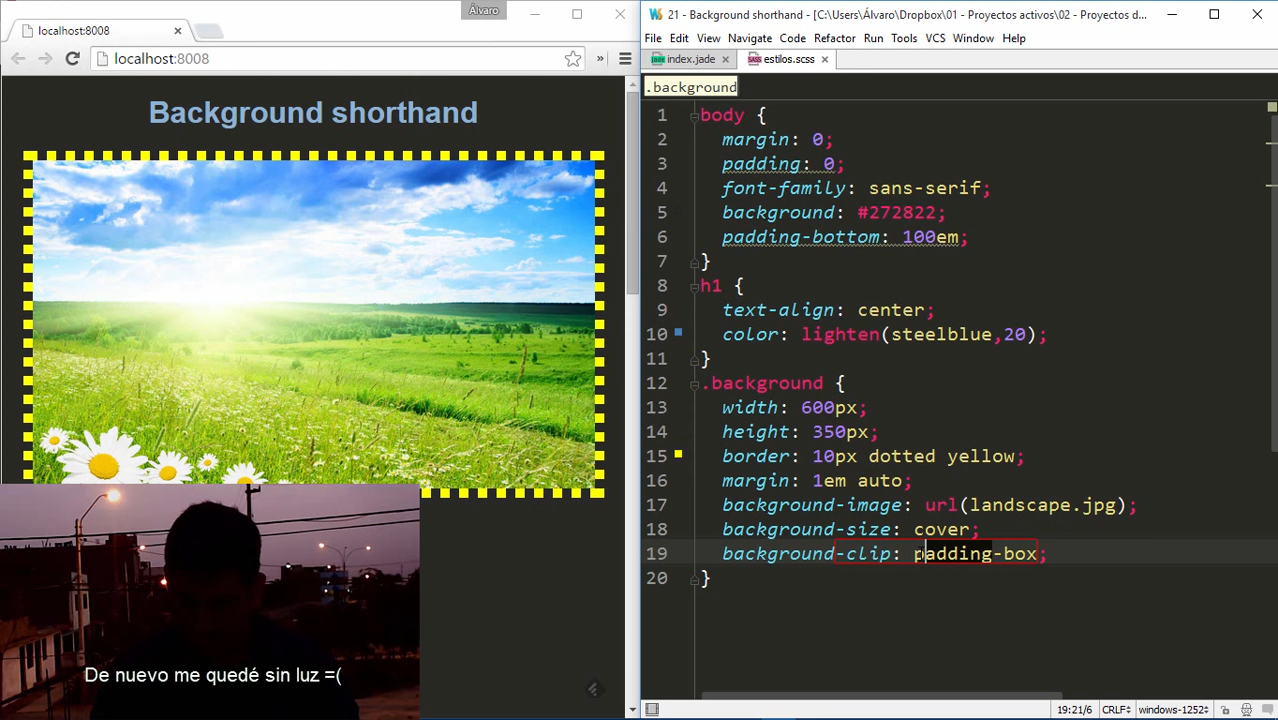 Álvaro
localhost:8008
localhost:8008
Background shorthand
De nuevo me quedé sin luz =(
21 - Background shorthand - [C:\Users\Álvaro\Dropbox\01 - Proyectos activos\02 - Proyectos d...
File Edit View Navigate Code Refactor Run Tools VCS Window Help
index.jade estilos.scss
.background
1 body {
2 margin: 0;
3 padding: 0;
4 font-family: sans-serif;
5 background: #272822;
6 padding-bottom: 100em;
7 }
8 h1 {
9 text-align: center;
10 color: lighten(steelblue,20);
11 }
12 .background {
13 width: 600px;
14 height: 350px;
15 border: 10px dotted yellow;
16 margin: 1em auto;
17 background-image: url(landscape.jpg);
18 background-size: cover;
19 background-clip: padding-box;
20 }
19:21/6 CRLF÷ windows-1252÷